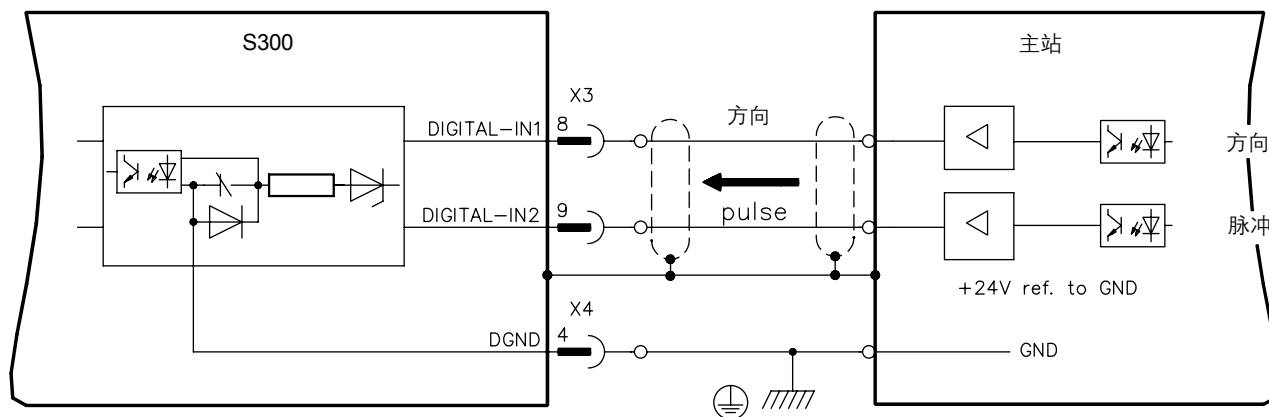 S300
主站
X3
DIGITAL-IN1
8
方向
方向
DIGITAL-IN2
9
pulse
脉冲
+24V ref. to GND
X4
DGND
4
GND